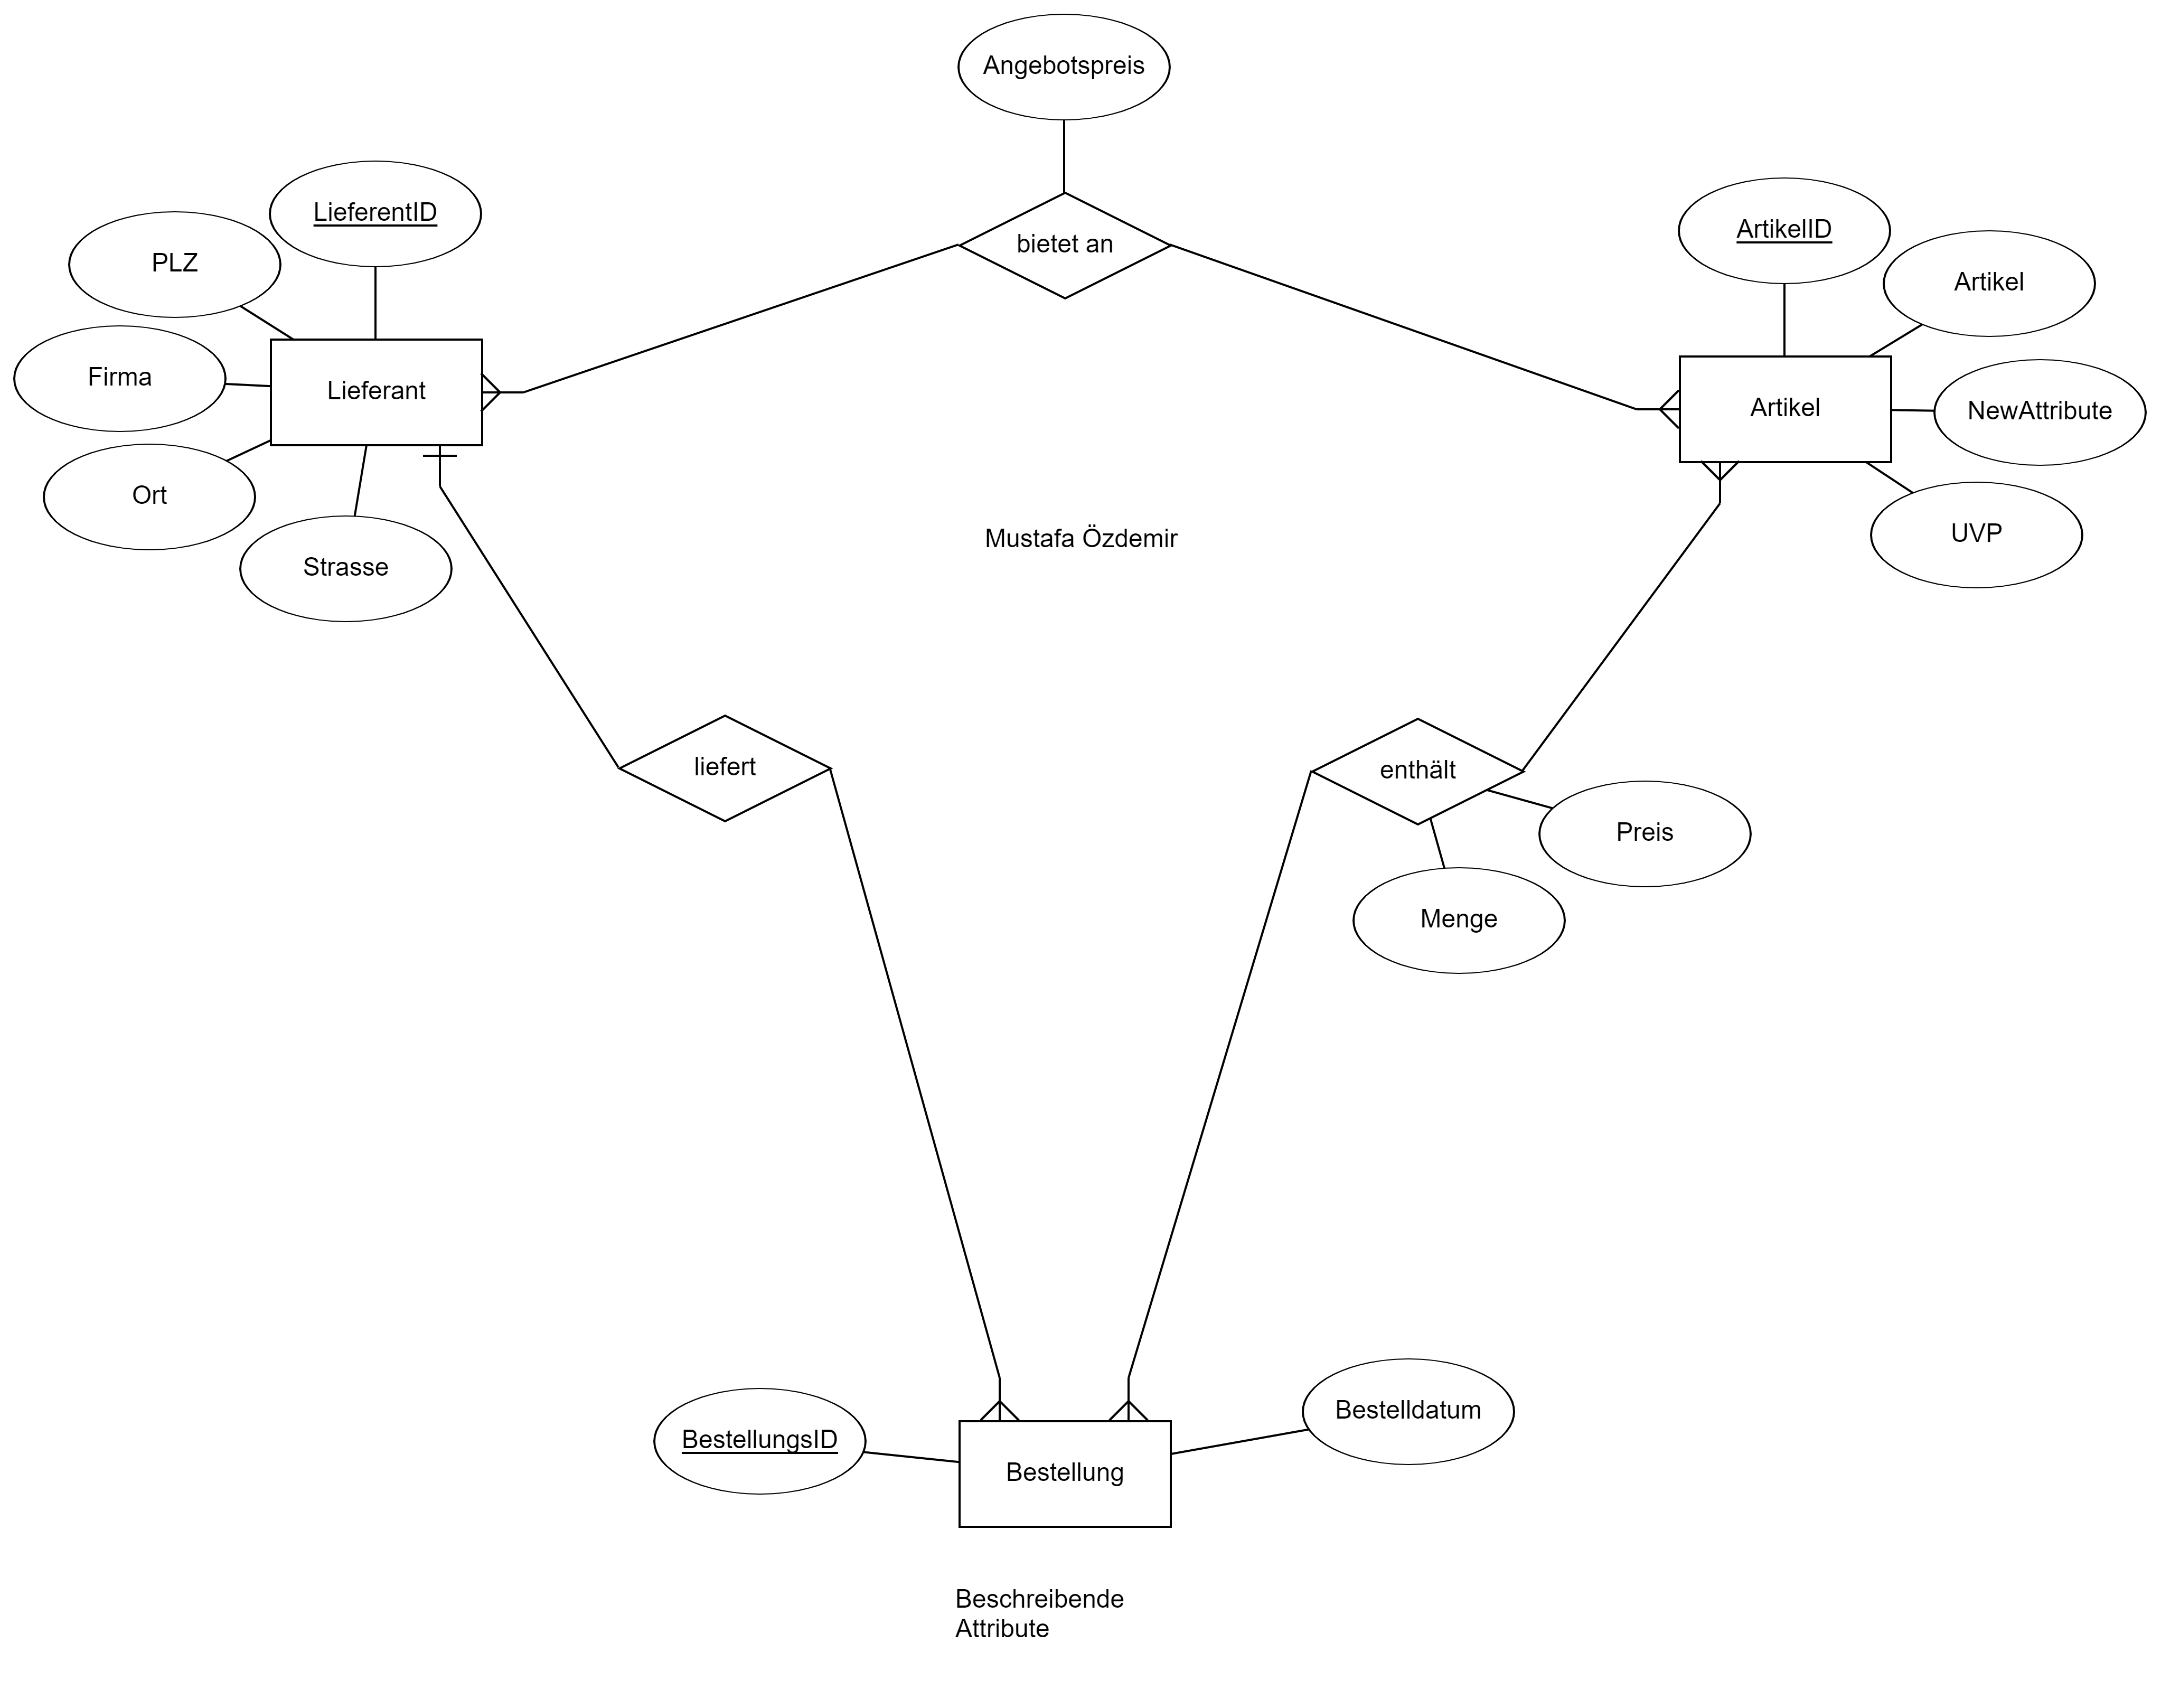 Angebotspreis
LieferentID
ArtikelID
bietet an
PLZ
Artikel
Firma
Lieferant
Artikel
NewAttribute
Ort
UVP
Mustafa Özdemir
Strasse
liefert
enthält
Preis
Menge
Bestelldatum
BestellungsID
Bestellung
Beschreibende
Attribute